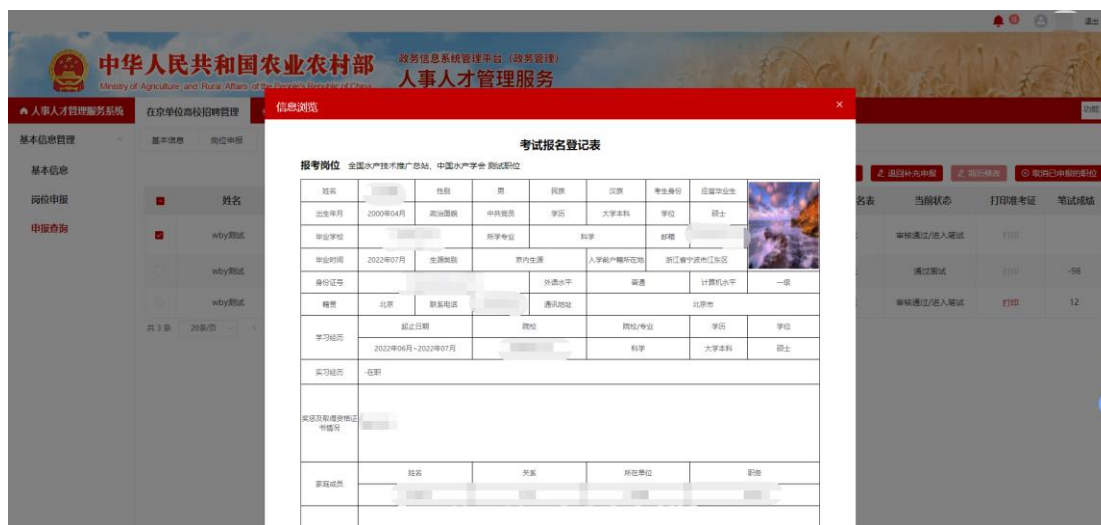 0
退出
中华人民共和国农业农村部
Ministry of Agriculture and Rural Affairs of the People's Republic of China
政务信息系统管理平台（政务管理）
人事人才管理服务
人事人才管理服务系统
在京单位高校招聘管理
功能
基本信息管理
基本信息
岗位申报
申报查询
基本信息 岗位申报
退回补充申报 简历修改 取消已申报的职位
姓名 名表 当前状态 打印准考证 笔试成绩
wby测试 审核通过/进入笔试 打印
wby测试 通过面试 打印 -98
wby测试 审核通过/进入笔试 打印 12
共 3 条 20条/页 <
信息浏览 ×
考试报名登记表
报考岗位 全国水产技术推广总站、中国水产学会 测试职位
姓名 性别 男 民族 汉族 考生身份 应届毕业生
出生年月 2000年04月 政治面貌 中共党员 学历 大学本科 学位 硕士
毕业学校 所学专业 科学 邮箱
毕业时间 2022年07月 生源类别 京内生源 入学前户籍所在地 浙江省宁波市江东区
身份证号 外语水平 普通 计算机水平 一级
籍贯 北京 联系电话 通讯地址 北京市
学习经历 起止日期 院校 院校/专业 学历 学位
2022年06月~2022年07月 科学 大学本科 硕士
实习经历 -在职
奖惩及取得资格证书情况
家庭成员 姓名 关系 所在单位 职务